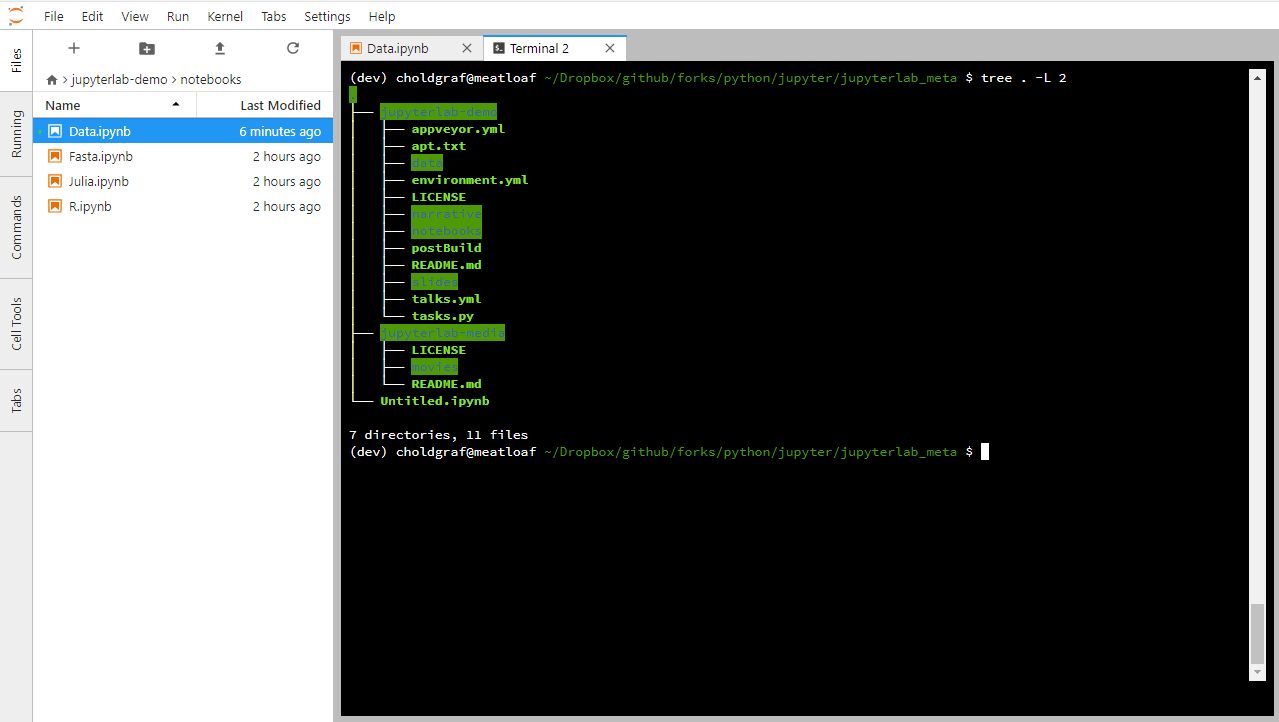 File Edit View Run Kernel Tabs Settings Help
Files
Running
Commands
Cell Tools
Tabs
jupyterlab-demo > notebooks
Name Last Modified
Data.ipynb 6 minutes ago
Fasta.ipynb 2 hours ago
Julia.ipynb 2 hours ago
R.ipynb 2 hours ago
Data.ipynb Terminal 2
(dev) choldgraf@meatloaf ~/Dropbox/github/forks/python/jupyter/jupyterlab_meta $ tree . -L 2
.
├── jupyterlab-demo
│   ├── appveyor.yml
│   ├── apt.txt
│   ├── data
│   ├── environment.yml
│   ├── LICENSE
│   ├── narrative
│   ├── notebooks
│   ├── postBuild
│   ├── README.md
│   ├── slides
│   ├── talks.yml
│   └── tasks.py
├── jupyterlab-media
│   ├── LICENSE
│   ├── movies
│   └── README.md
└── Untitled.ipynb
7 directories, 11 files
(dev) choldgraf@meatloaf ~/Dropbox/github/forks/python/jupyter/jupyterlab_meta $